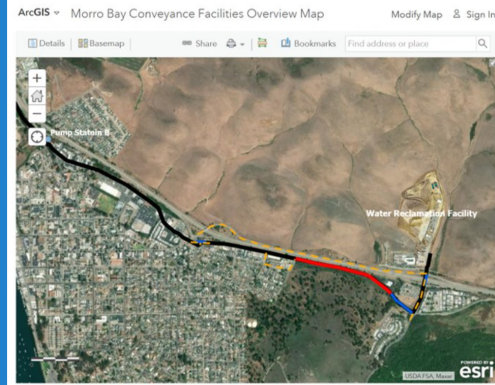 ArcGIS Morro Bay Conveyance Facilities Overview Map Modify Map Sign In
Details Basemap Share Bookmarks Find address or place
Pump Statoin B
Water Reclamation Facility
USDA FSA, Maxar
POWERED BY
esri